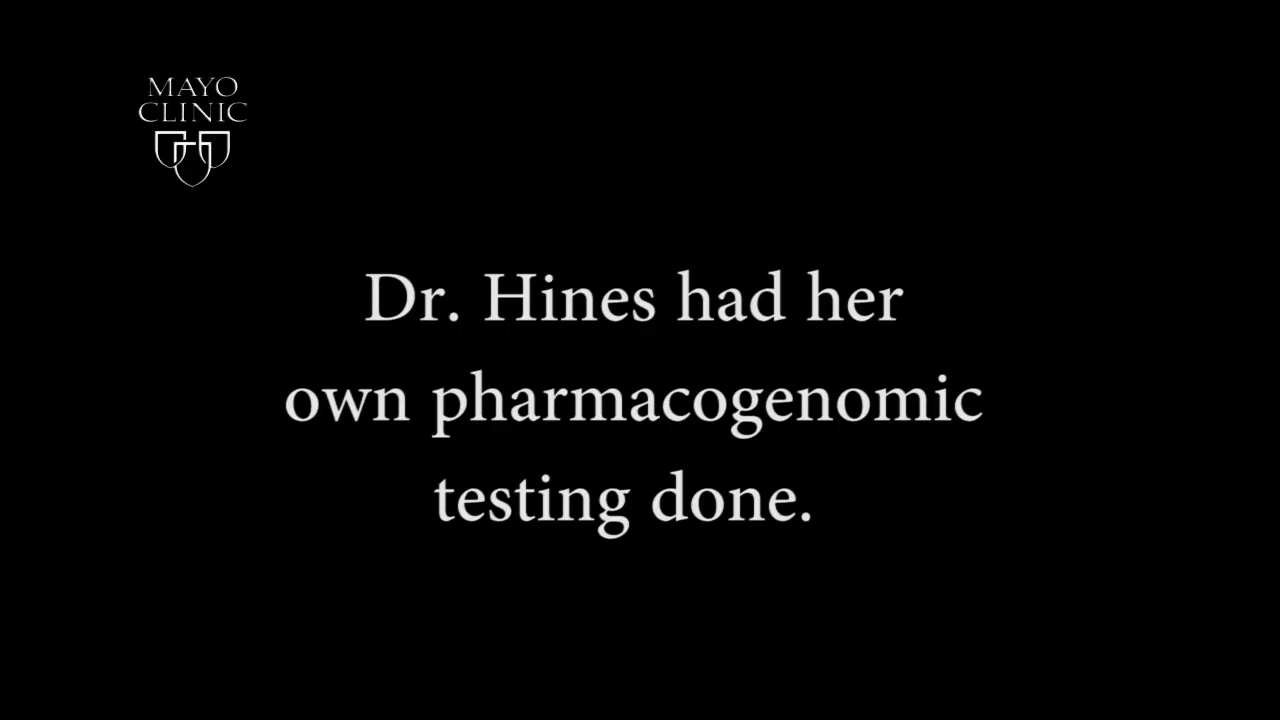 MAYO
CLINIC
Dr. Hines had her
own pharmacogenomic
testing done.